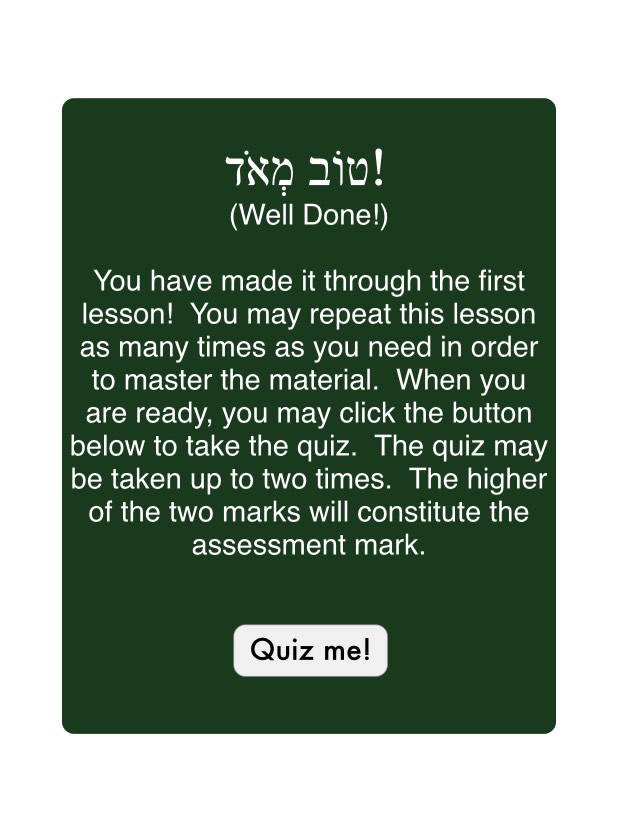 טוֹב מְאֹד!
(Well Done!)
You have made it through the first
lesson!  You may repeat this lesson
as many times as you need in order
to master the material.  When you
are ready, you may click the button
below to take the quiz.  The quiz may
be taken up to two times.  The higher
of the two marks will constitute the
assessment mark.
Quiz me!